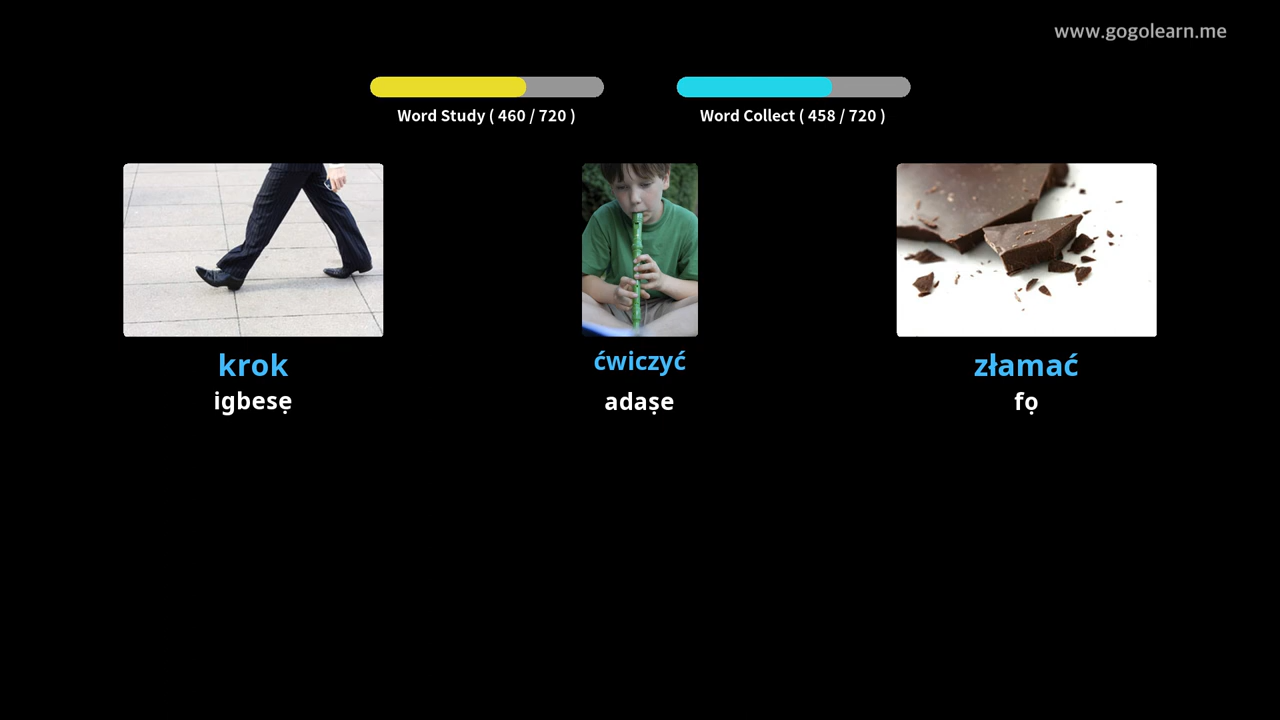 www.gogolearn.me
Word Study ( 460 / 720 )
Word Collect ( 458 / 720 )
krok
igbesẹ
ćwiczyć
adaṣe
złamać
fọ